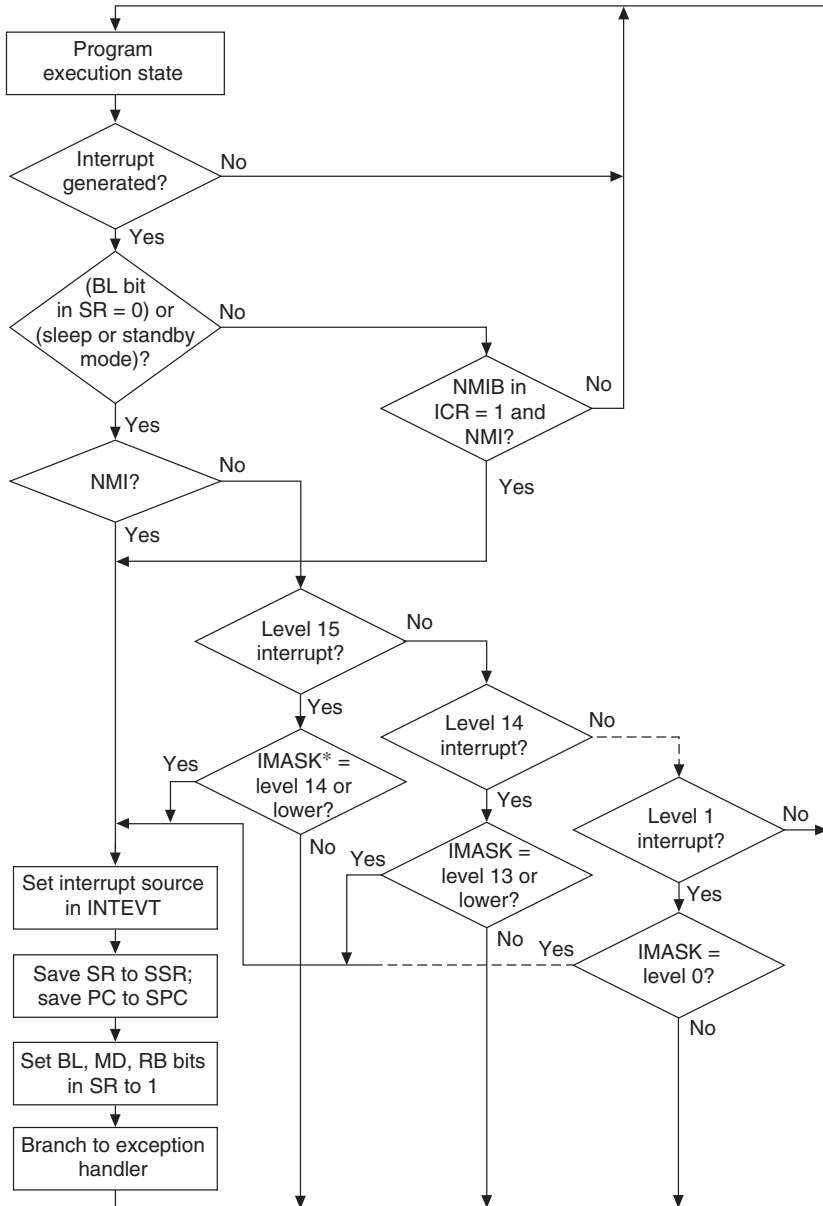 Program
execution state
Interrupt
generated?
No
Yes
(BL bit
in SR = 0) or
(sleep or standby
mode)?
No
Yes
NMIB in
ICR = 1 and
NMI?
No
Yes
NMI?
No
Yes
Level 15
interrupt?
No
Yes
Level 14
interrupt?
No
Yes
IMASK* =
level 14 or
lower?
Yes
No
Level 1
interrupt?
No
Yes
IMASK =
level 13 or
lower?
Yes
No
IMASK =
level 0?
Yes
No
Set interrupt source
in INTEVT
Save SR to SSR;
save PC to SPC
Set BL, MD, RB bits
in SR to 1
Branch to exception
handler